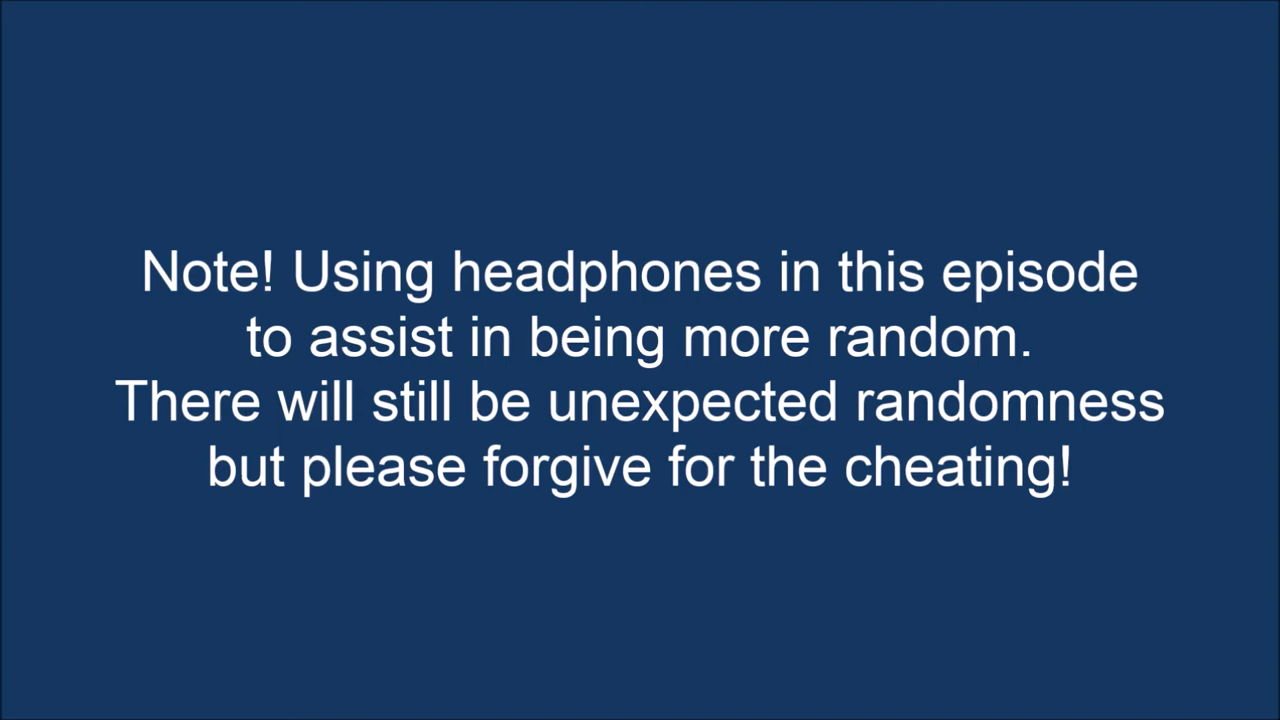 Note! Using headphones in this episode
to assist in being more random.
There will still be unexpected randomness
but please forgive for the cheating!